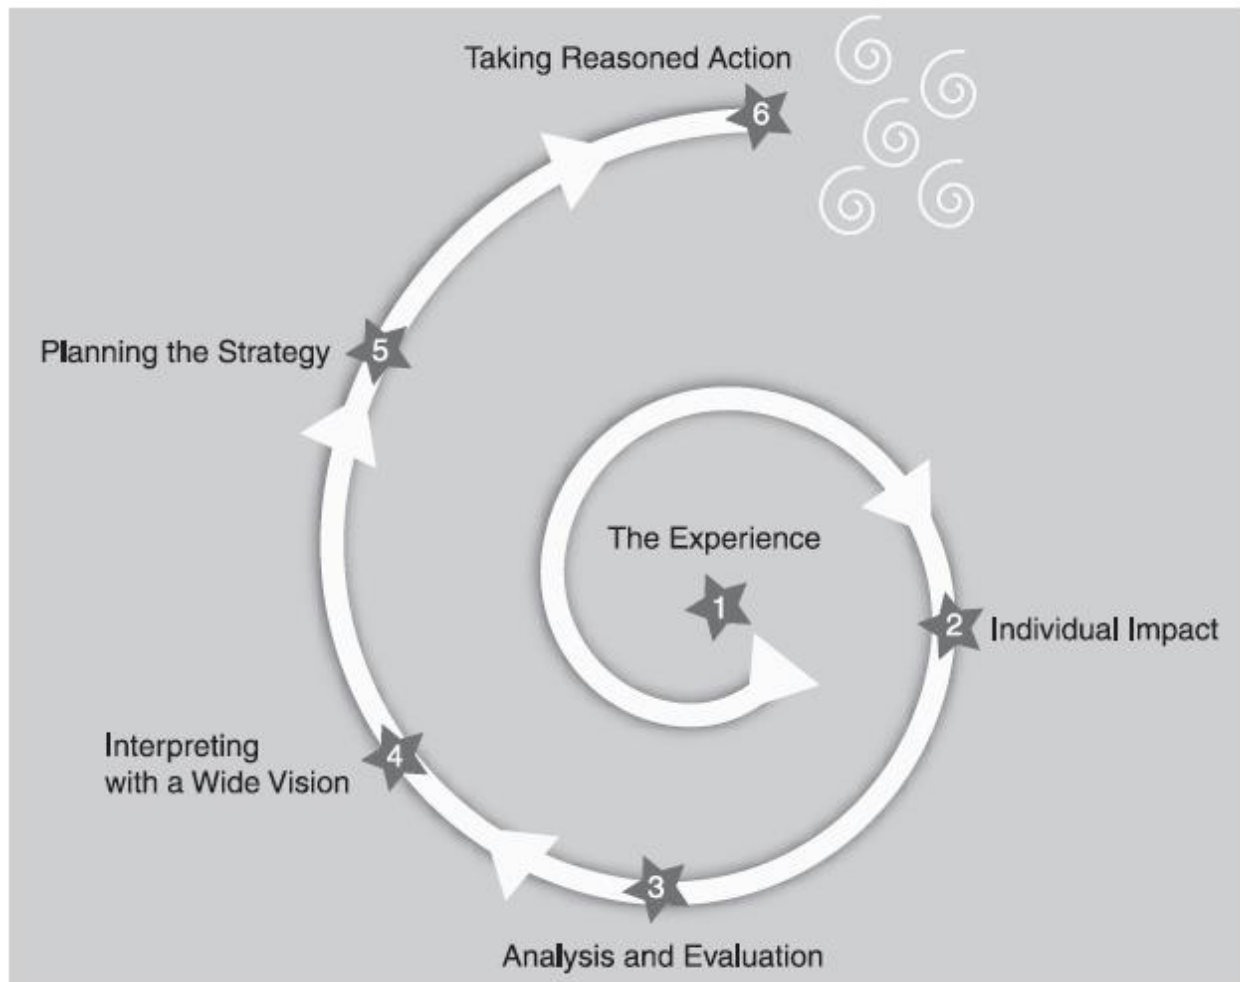 Taking Reasoned Action
6
Planning the Strategy
5
The Experience
1
2
Individual Impact
Interpreting
with a Wide Vision
4
3
Analysis and Evaluation